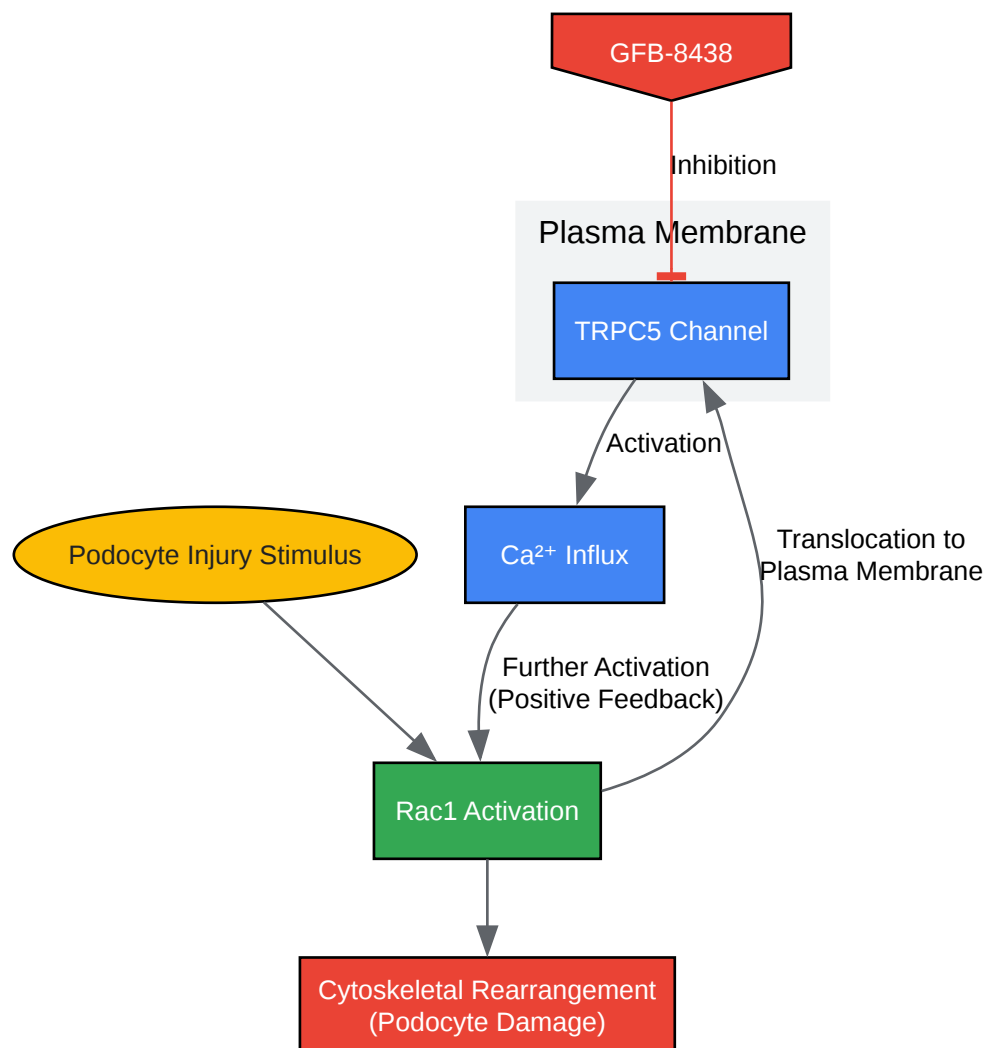 GFB-8438
Inhibition
Plasma Membrane
TRPC5 Channel
Activation
Podocyte Injury Stimulus
Ca²⁺ Influx
Translocation to
Plasma Membrane
Further Activation
(Positive Feedback)
Rac1 Activation
Cytoskeletal Rearrangement
(Podocyte Damage)